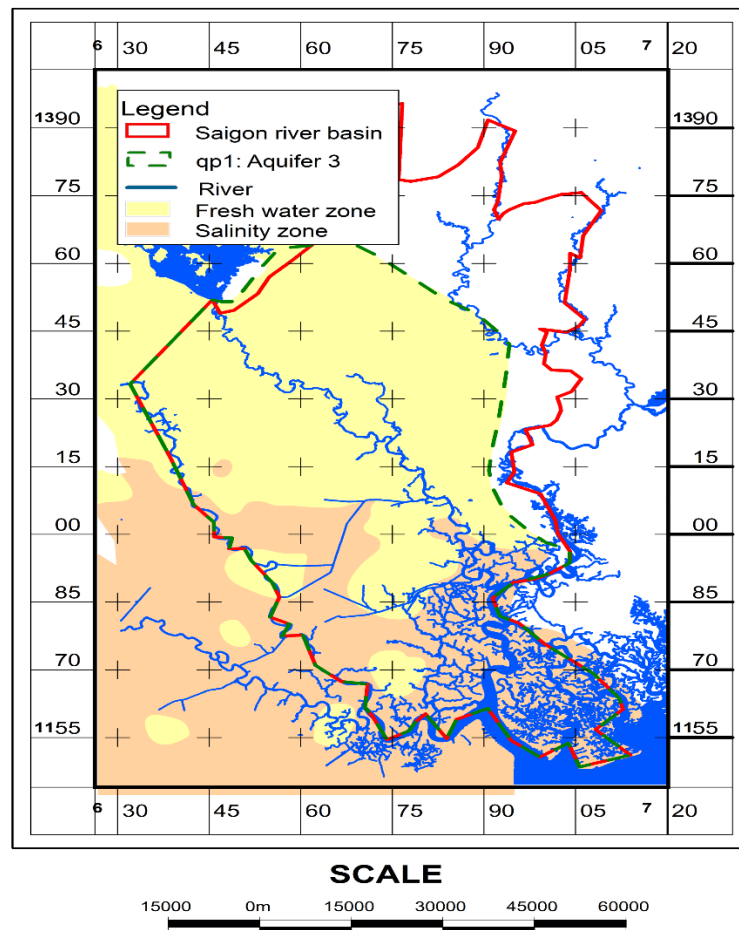 6 30 45 60 75 90 05 7 20
Legend
Saigon river basin
qp1: Aquifer 3
River
Fresh water zone
Salinity zone
1390
75
60
45
30
15
00
85
70
1155
1390
75
60
45
30
15
00
85
70
1155
6 30 45 60 75 90 05 7 20
SCALE
15000 0m 15000 30000 45000 60000